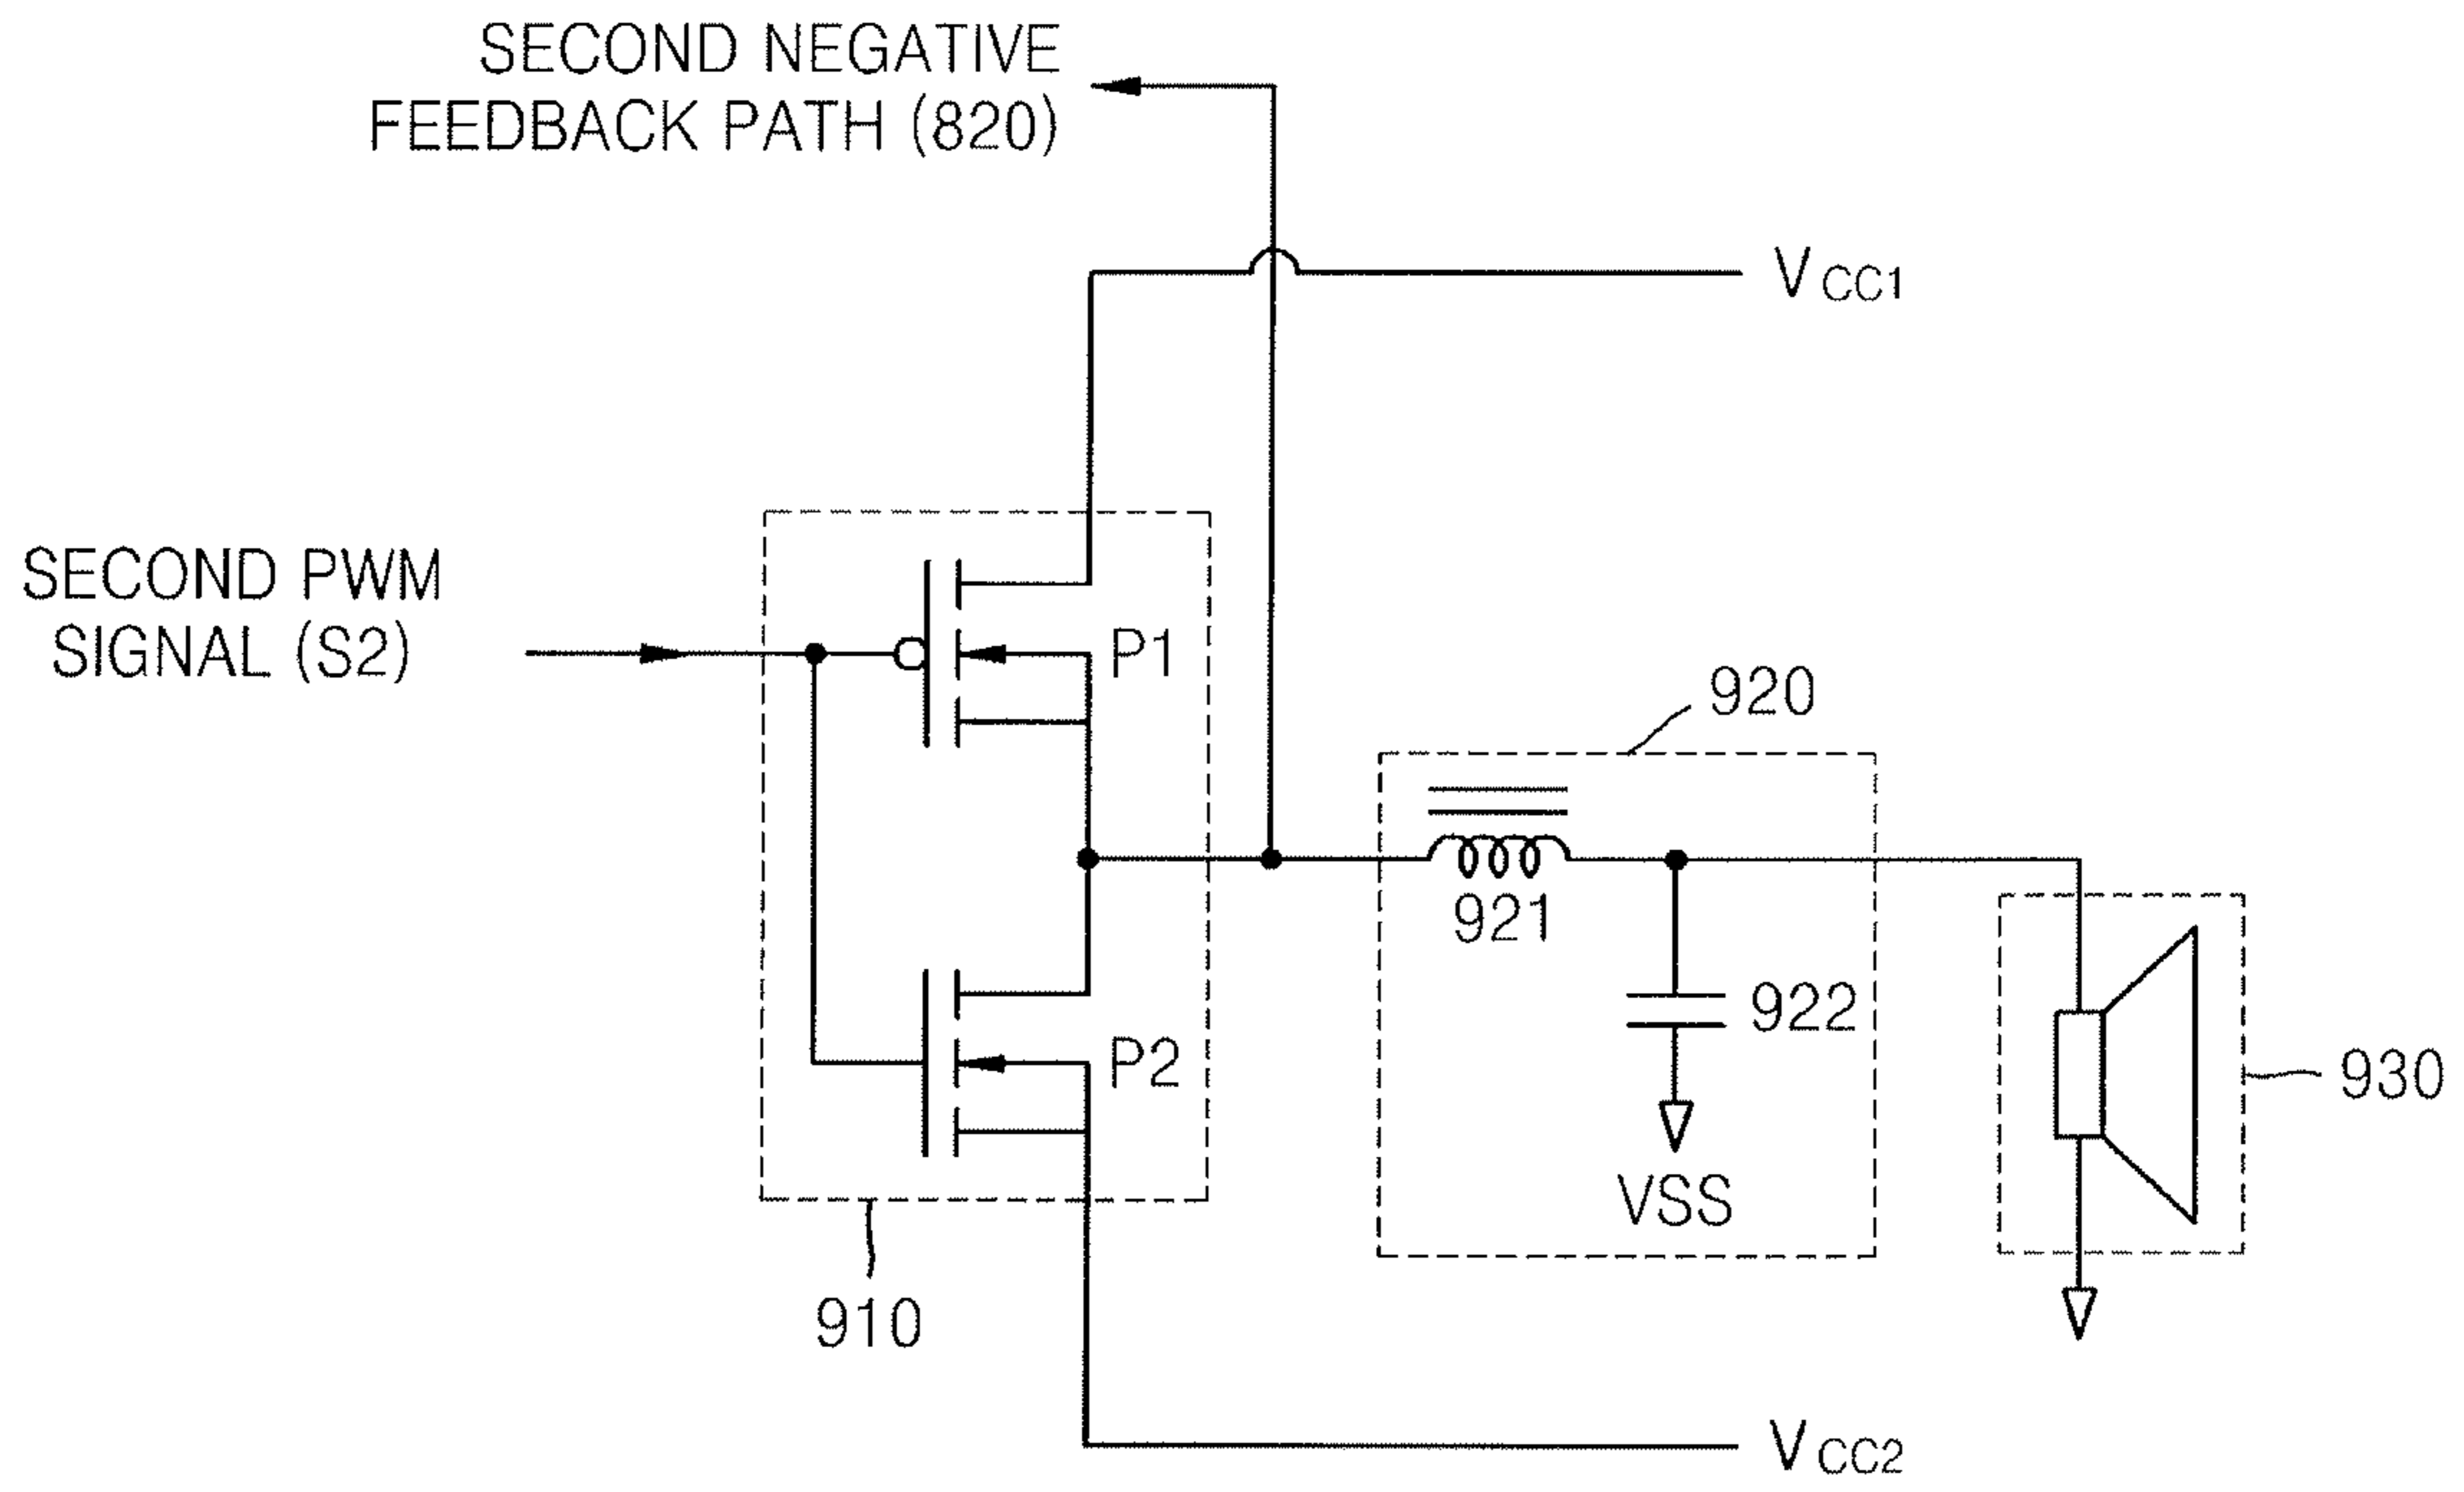 SECOND NEGATIVE
FEEDBACK PATH (820)
VCC1
SECOND PWM
SIGNAL (S2)
P1
920
921
922
P2
930
VSS
910
VCC2